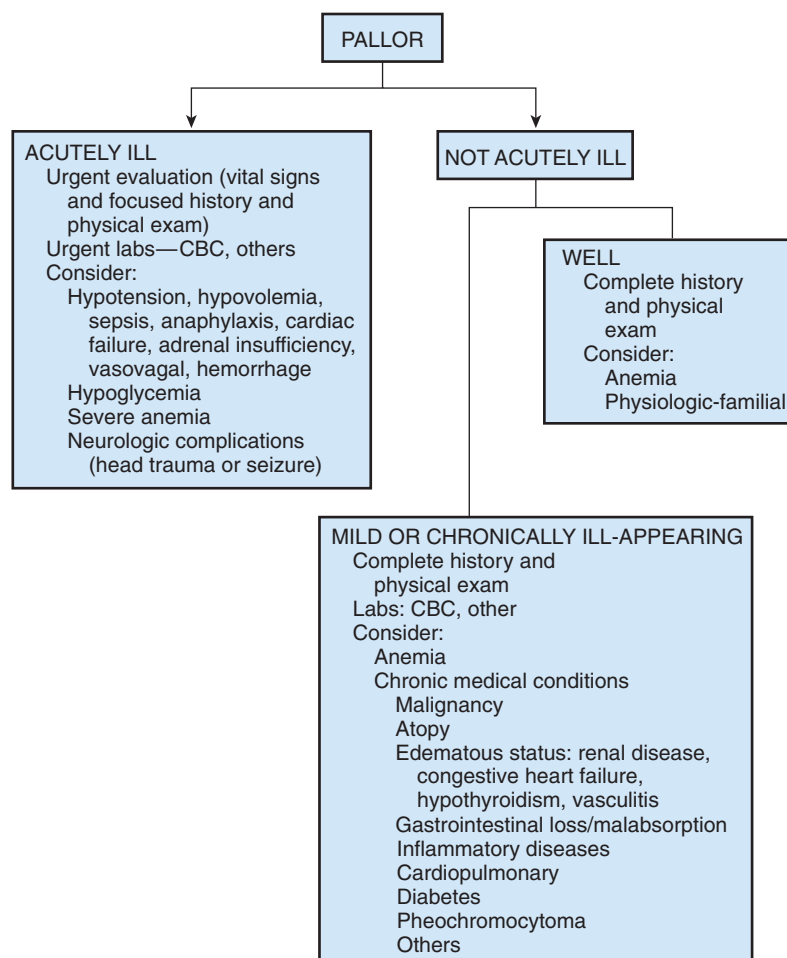 PALLOR
ACUTELY ILL
Urgent evaluation (vital signs
and focused history and
physical exam)
Urgent labs—CBC, others
Consider:
Hypotension, hypovolemia,
sepsis, anaphylaxis, cardiac
failure, adrenal insufficiency,
vasovagal, hemorrhage
Hypoglycemia
Severe anemia
Neurologic complications
(head trauma or seizure)
NOT ACUTELY ILL
WELL
Complete history
and physical
exam
Consider:
Anemia
Physiologic-familial
MILD OR CHRONICALLY ILL-APPEARING
Complete history and
physical exam
Labs: CBC, other
Consider:
Anemia
Chronic medical conditions
Malignancy
Atopy
Edematous status: renal disease,
congestive heart failure,
hypothyroidism, vasculitis
Gastrointestinal loss/malabsorption
Inflammatory diseases
Cardiopulmonary
Diabetes
Pheochromocytoma
Others